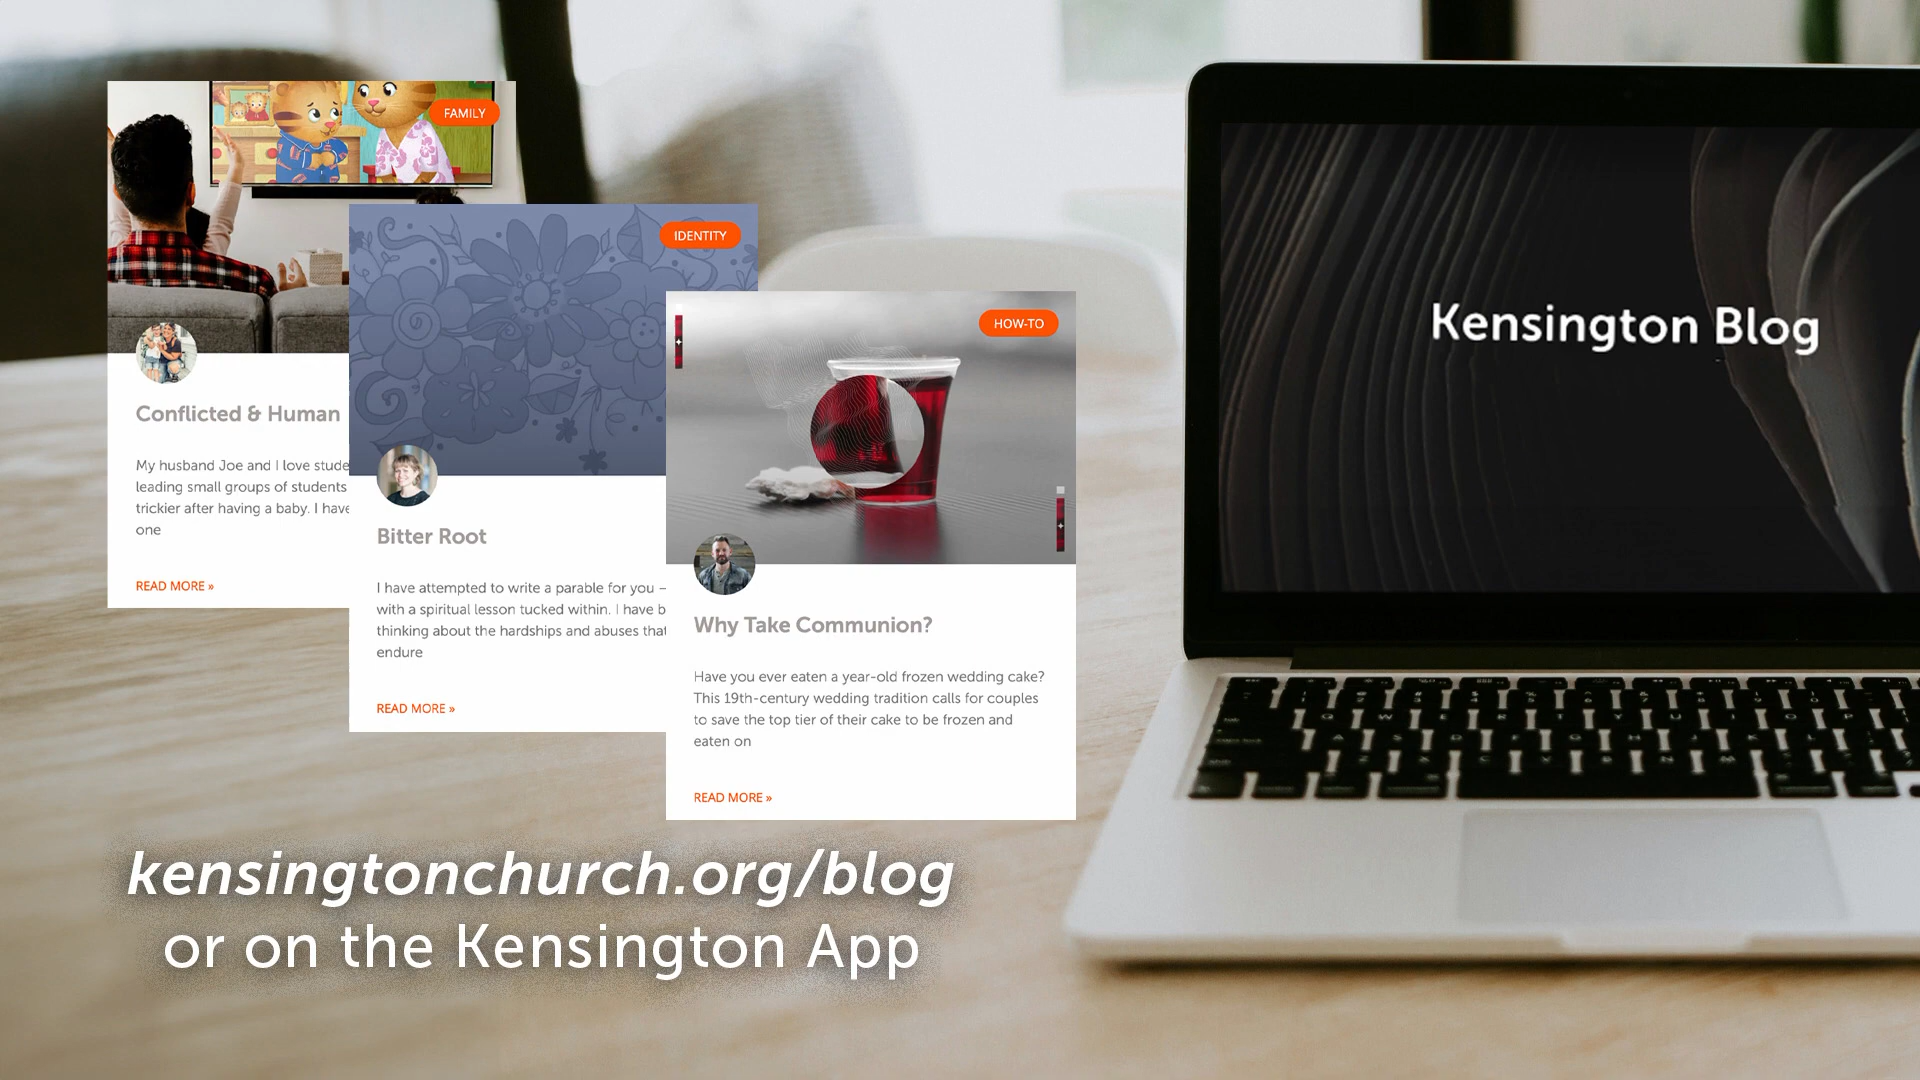 FAMILY
Conflicted & Human
My husband Joe and I love stude
leading small groups of students
trickier after having a baby. I have
one
READ MORE »
IDENTITY
Bitter Root
I have attempted to write a parable for you –
with a spiritual lesson tucked within. I have b
thinking about the hardships and abuses that
endure
READ MORE »
HOW-TO
Why Take Communion?
Have you ever eaten a year-old frozen wedding cake?
This 19th-century wedding tradition calls for couples
to save the top tier of their cake to be frozen and
eaten on
READ MORE »
Kensington Blog
kensingtonchurch.org/blog
or on the Kensington App